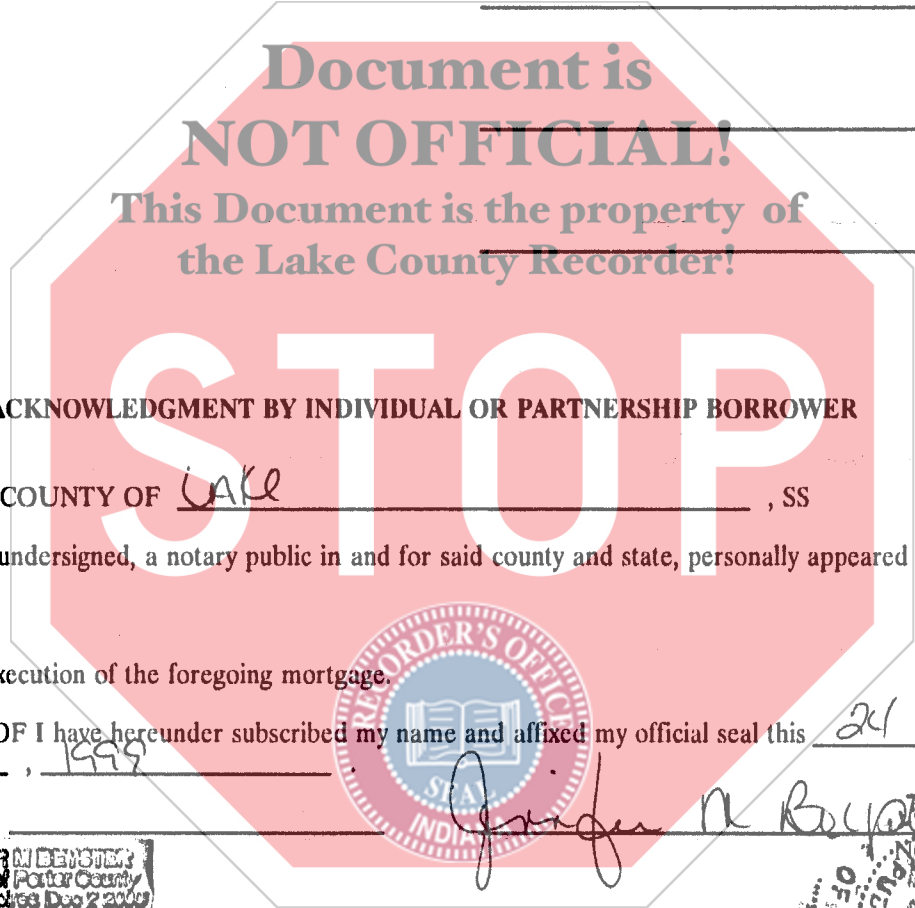 Document is
NOT OFFICIAL!
This Document is the property of
the Lake County Recorder!
STOP
ACKNOWLEDGMENT BY INDIVIDUAL OR PARTNERSHIP BORROWER
COUNTY OF LAKE , SS
undersigned, a notary public in and for said county and state, personally appeared
xecution of the foregoing mortgage.
OF I have hereunder subscribed my name and affixed my official seal this 24
, 1999 .
RECORDER'S OFFICE
SEAL
INDIANA
Jennifer M
Porter County